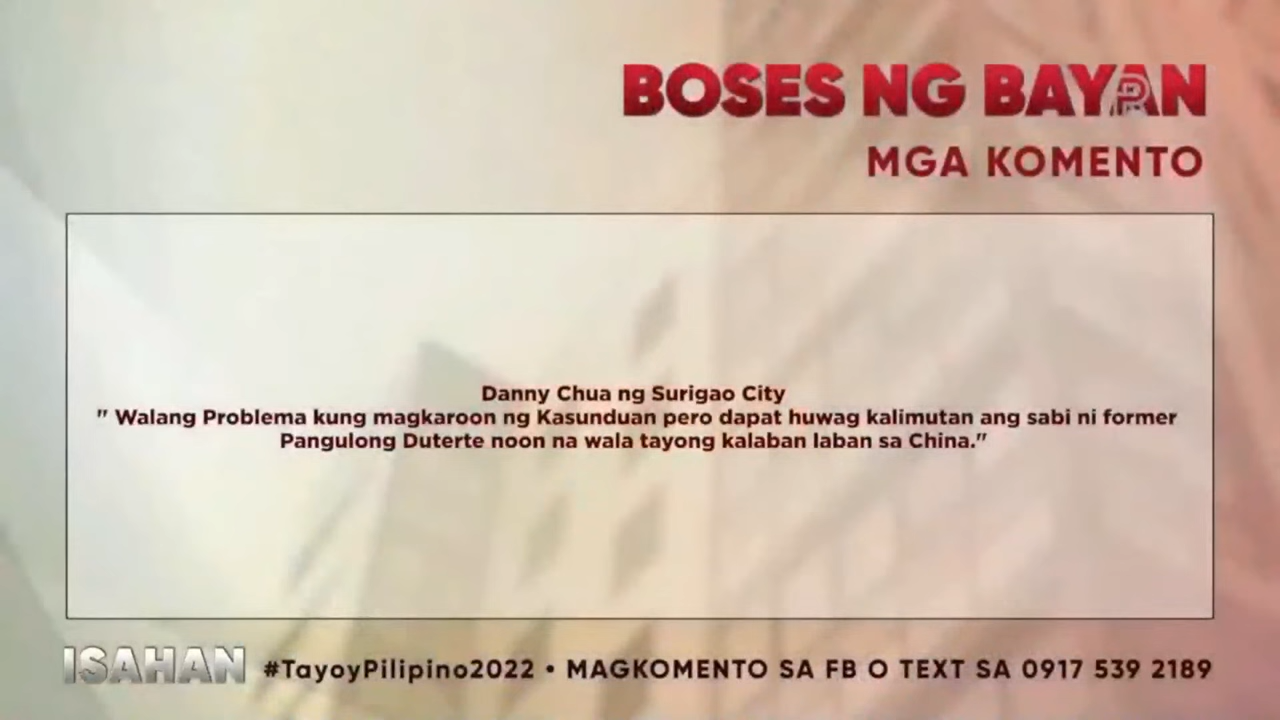 BOSES NG BAYAN
MGA KOMENTO
Danny Chua ng Surigao City
" Walang Problema kung magkaroon ng Kasunduan pero dapat huwag kalimutan ang sabi ni former
Pangulong Duterte noon na wala tayong kalaban laban sa China."
ISAHAN #TayoyPilipino2022 • MAGKOMENTO SA FB O TEXT SA 0917 539 2189